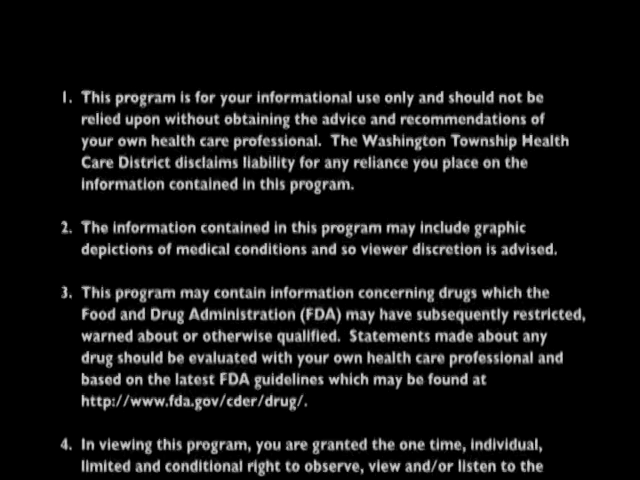 1. This program is for your informational use only and should not be
relied upon without obtaining the advice and recommendations of
your own health care professional. The Washington Township Health
Care District disclaims liability for any reliance you place on the
information contained in this program.
2. The information contained in this program may include graphic
depictions of medical conditions and so viewer discretion is advised.
3. This program may contain information concerning drugs which the
Food and Drug Administration (FDA) may have subsequently restricted,
warned about or otherwise qualified. Statements made about any
drug should be evaluated with your own health care professional and
based on the latest FDA guidelines which may be found at
http://www.fda.gov/cder/drug/.
4. In viewing this program, you are granted the one time, individual,
limited and conditional right to observe, view and/or listen to the